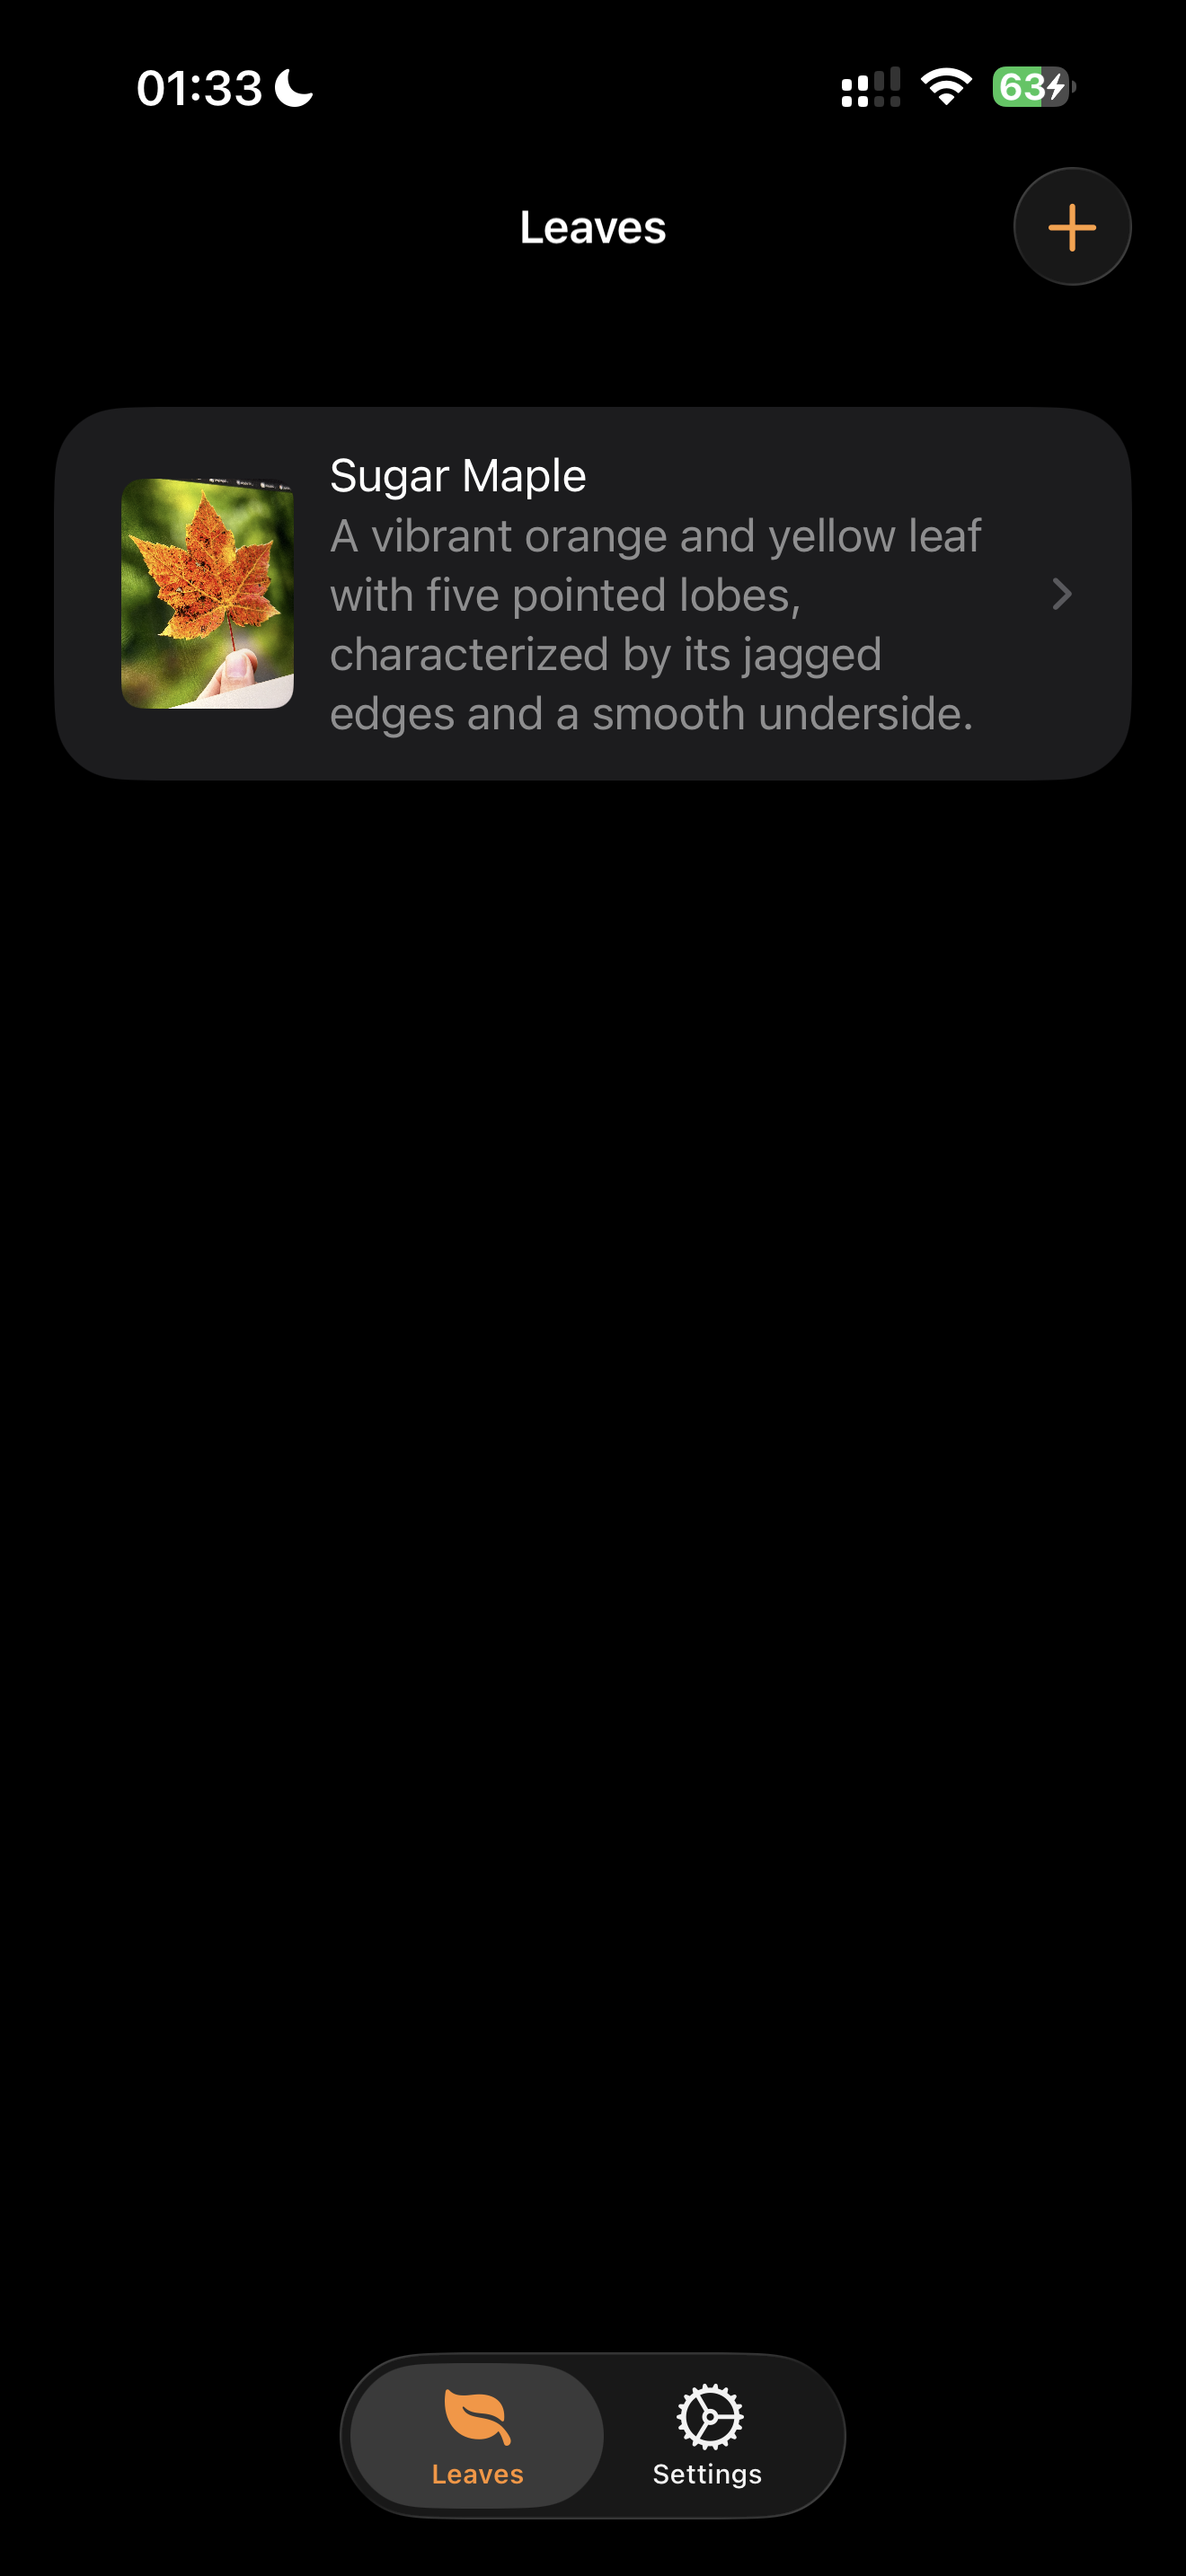 01:33
63
Leaves
Sugar Maple
A vibrant orange and yellow leaf
with five pointed lobes,
characterized by its jagged
edges and a smooth underside.
Leaves
Settings